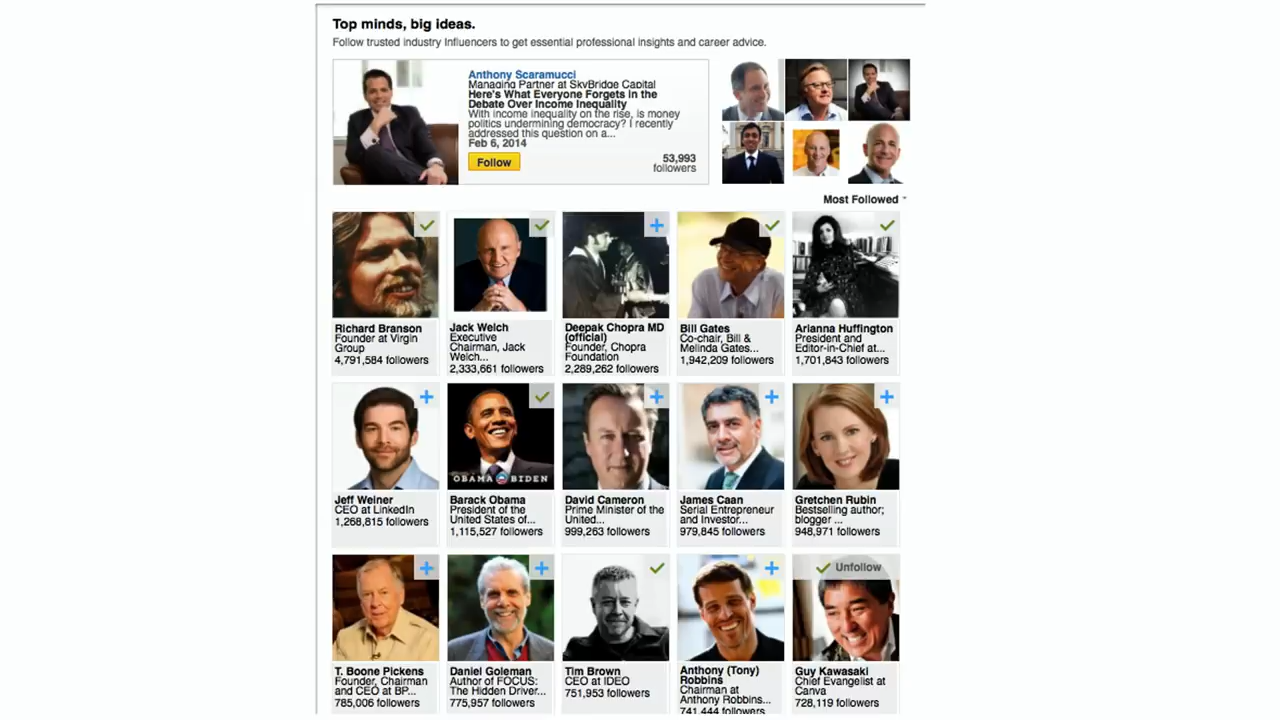 Top minds, big ideas.
Follow trusted industry Influencers to get essential professional insights and career advice.
Anthony Scaramucci
Managing Partner at SkyBridge Capital
Here's What Everyone Forgets in the
Debate Over Income Inequality
With income inequality on the rise, is money
politics undermining democracy? I recently
addressed this question on a...
Feb 6, 2014
Follow
53,993
followers
Most Followed
Richard Branson
Founder at Virgin
Group
4,791,584 followers
Jack Welch
Executive
Chairman, Jack
Welch...
2,333,661 followers
Deepak Chopra MD
(official)
Founder, Chopra
Foundation
2,289,262 followers
Bill Gates
Co-chair, Bill &
Melinda Gates...
1,942,209 followers
Arianna Huffington
President and
Editor-in-Chief at...
1,701,843 followers
Jeff Weiner
CEO at LinkedIn
1,268,815 followers
OBAMA BIDEN
Barack Obama
President of the
United States of...
1,115,527 followers
David Cameron
Prime Minister of the
United...
999,263 followers
James Caan
Serial Entrepreneur
and Investor...
979,845 followers
Gretchen Rubin
Bestselling author;
blogger ...
948,971 followers
T. Boone Pickens
Founder, Chairman
and CEO at BP...
785,006 followers
Daniel Goleman
Author of FOCUS:
The Hidden Driver...
775,957 followers
Tim Brown
CEO at IDEO
751,953 followers
Anthony (Tony)
Robbins
Chairman at
Anthony Robbins...
741,444 followers
Unfollow
Guy Kawasaki
Chief Evangelist at
Canva
728,119 followers